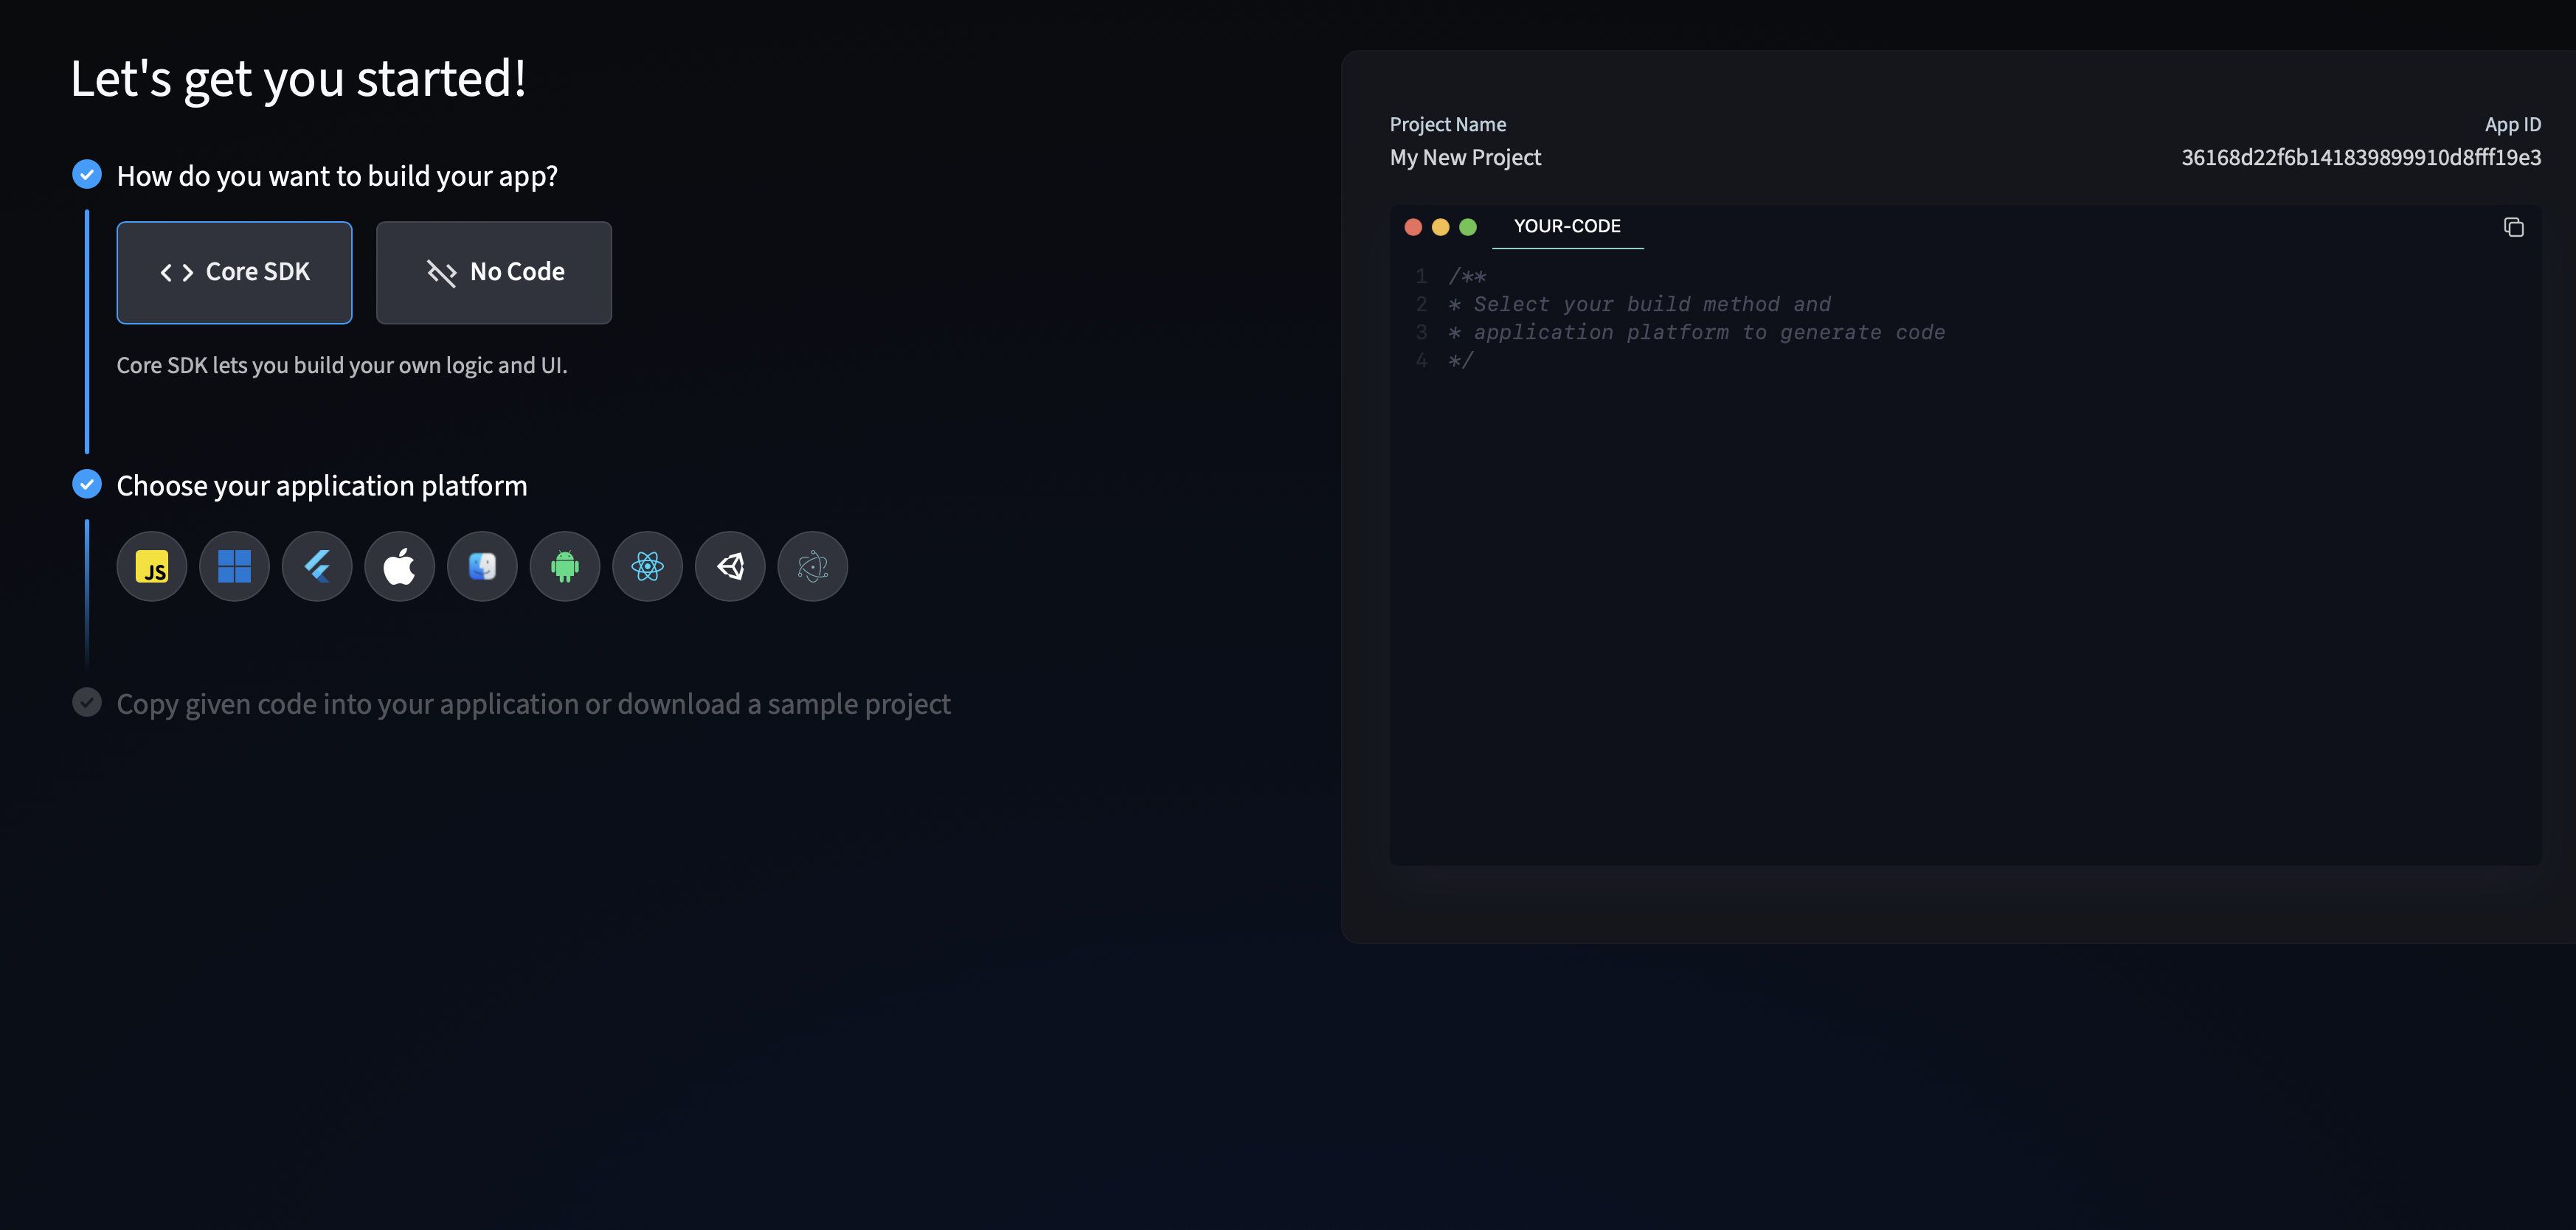 Let's get you started!
How do you want to build your app?
Core SDK
No Code
Core SDK lets you build your own logic and UI.
Choose your application platform
JS
Copy given code into your application or download a sample project
Project Name
App ID
My New Project
36168d22f6b141839899910d8fff19e3
YOUR-CODE
1 /**
2 * Select your build method and
3 * application platform to generate code
4 */